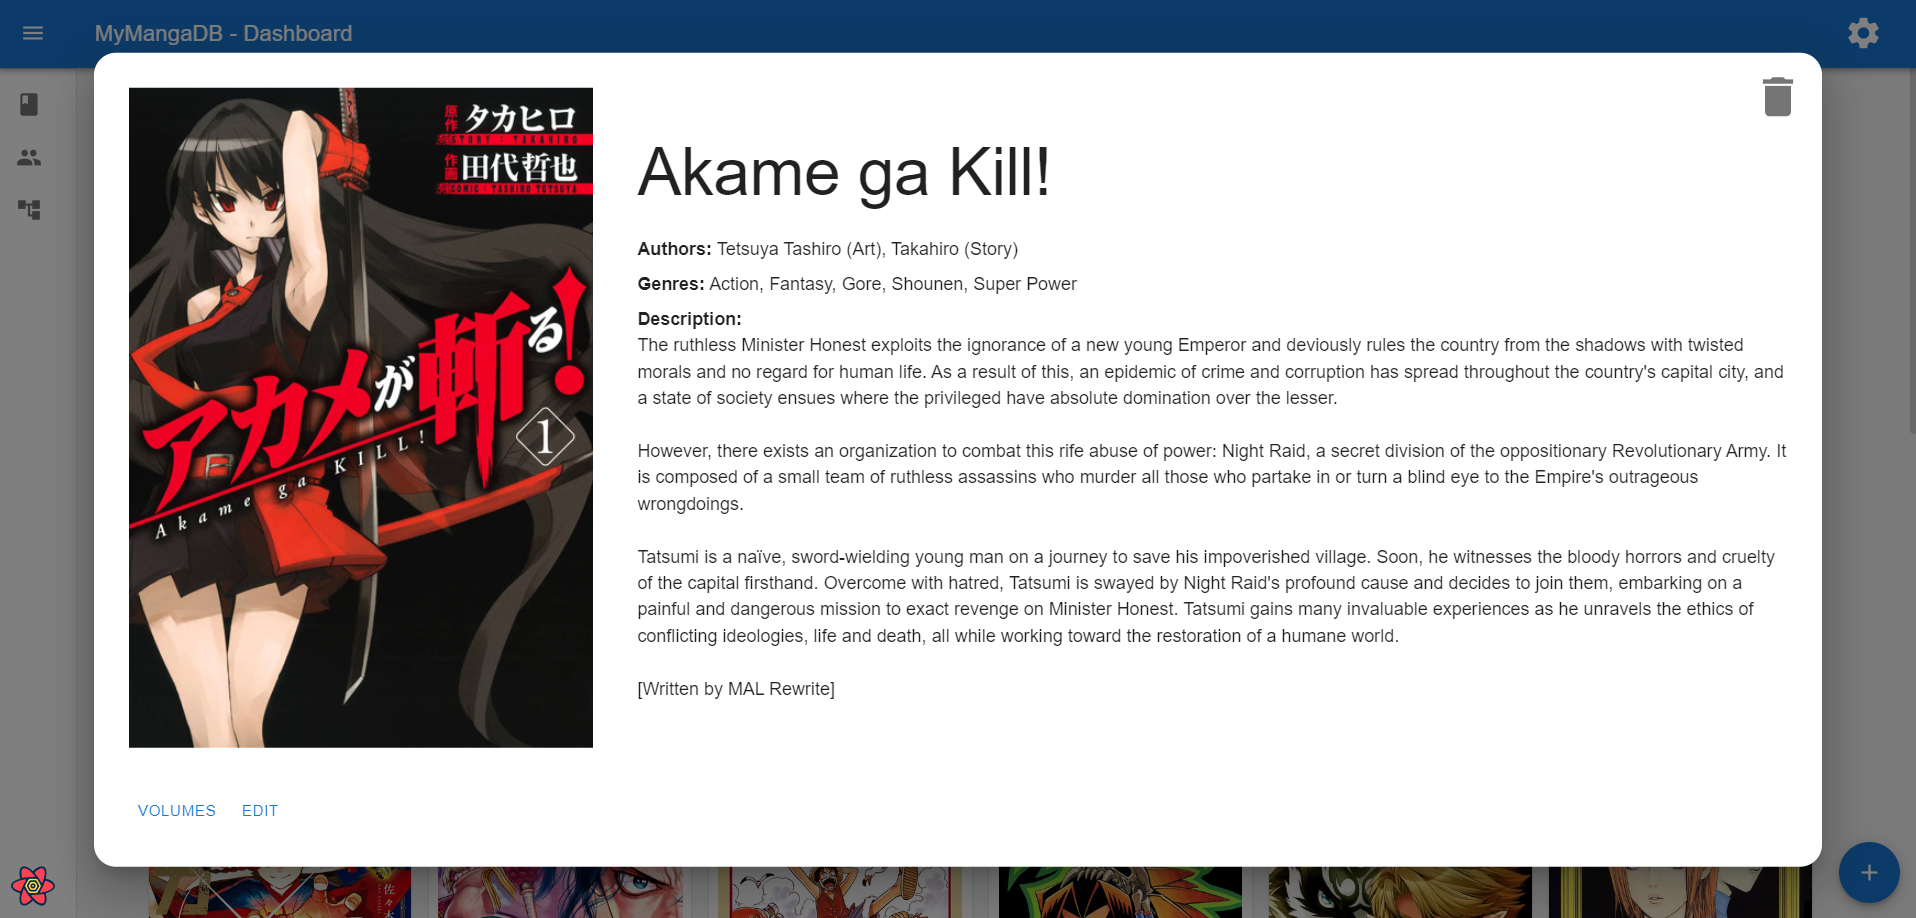 MyMangaDB - Dashboard
原作 タカヒロ
STORY : TAKAHIRO
作画 田代哲也
COMIC : TASHIRO TETSUYA
アカメが斬る!
Akame ga KILL!
1
Akame ga Kill!
Authors: Tetsuya Tashiro (Art), Takahiro (Story)
Genres: Action, Fantasy, Gore, Shounen, Super Power
Description:
The ruthless Minister Honest exploits the ignorance of a new young Emperor and deviously rules the country from the shadows with twisted
morals and no regard for human life. As a result of this, an epidemic of crime and corruption has spread throughout the country's capital city, and
a state of society ensues where the privileged have absolute domination over the lesser.
However, there exists an organization to combat this rife abuse of power: Night Raid, a secret division of the oppositionary Revolutionary Army. It
is composed of a small team of ruthless assassins who murder all those who partake in or turn a blind eye to the Empire's outrageous
wrongdoings.
Tatsumi is a naïve, sword-wielding young man on a journey to save his impoverished village. Soon, he witnesses the bloody horrors and cruelty
of the capital firsthand. Overcome with hatred, Tatsumi is swayed by Night Raid's profound cause and decides to join them, embarking on a
painful and dangerous mission to exact revenge on Minister Honest. Tatsumi gains many invaluable experiences as he unravels the ethics of
conflicting ideologies, life and death, all while working toward the restoration of a humane world.
[Written by MAL Rewrite]
VOLUMES
EDIT
佐々木